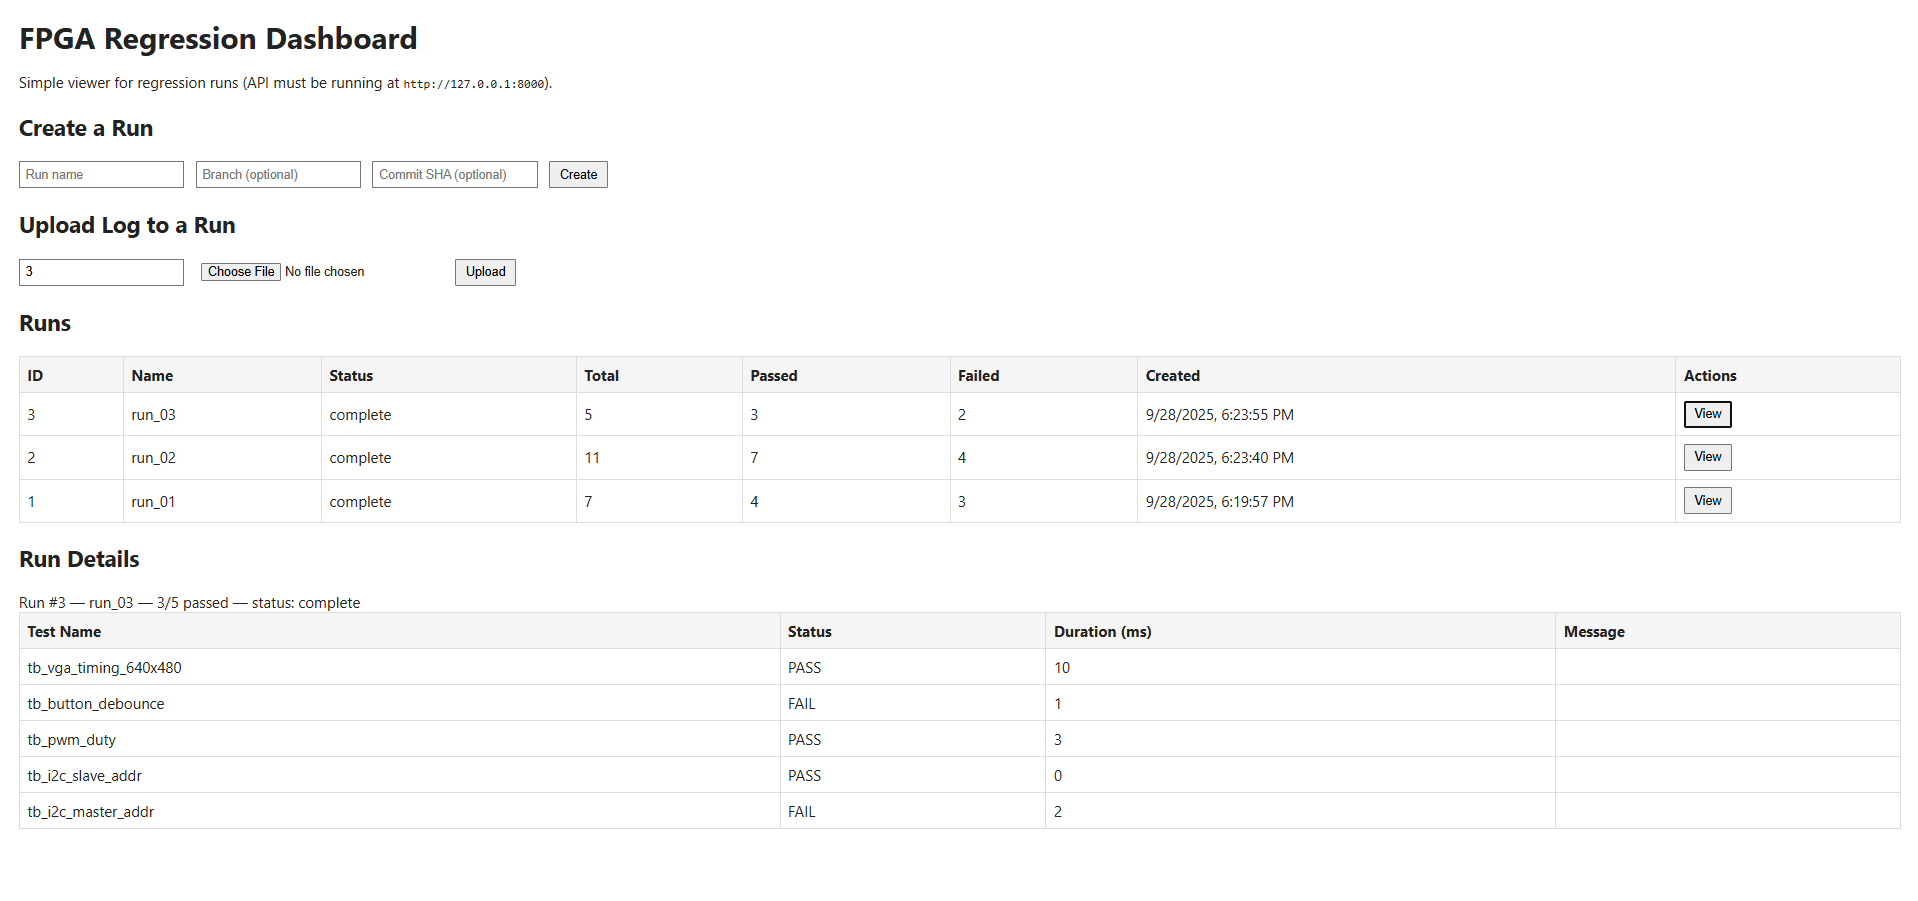 FPGA Regression Dashboard
Simple viewer for regression runs (API must be running at http://127.0.0.1:8000).
Create a Run
Run name Branch (optional) Commit SHA (optional) Create
Upload Log to a Run
3 Choose File No file chosen Upload
Runs
ID Name Status Total Passed Failed Created Actions
3 run_03 complete 5 3 2 9/28/2025, 6:23:55 PM View
2 run_02 complete 11 7 4 9/28/2025, 6:23:40 PM View
1 run_01 complete 7 4 3 9/28/2025, 6:19:57 PM View
Run Details
Run #3 — run_03 — 3/5 passed — status: complete
Test Name Status Duration (ms) Message
tb_vga_timing_640x480 PASS 10
tb_button_debounce FAIL 1
tb_pwm_duty PASS 3
tb_i2c_slave_addr PASS 0
tb_i2c_master_addr FAIL 2